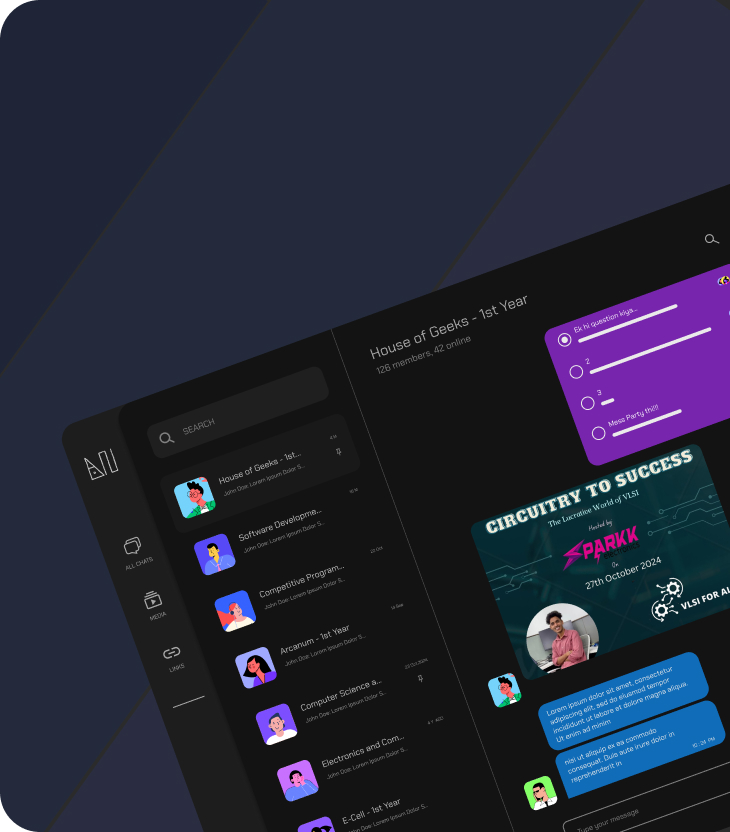 SEARCH
ALL CHATS
MEDIA
LINKS
House of Geeks - 1st...
John Doe: Lorem Ipsum Dolor S...
Software Developme...
John Doe: Lorem Ipsum Dolor S...
Competitive Program...
John Doe: Lorem Ipsum Dolor S...
Arcanum - 1st Year
John Doe: Lorem Ipsum Dolor S...
Computer Science a...
John Doe: Lorem Ipsum Dolor S...
Electronics and Com...
John Doe: Lorem Ipsum Dolor S...
E-Cell - 1st Year
John Doe: Lorem Ipsum Dolor S...
House of Geeks - 1st Year
126 members, 42 online
Ek hi question kiya...
2
3
Mess Party thi!!!
CIRCUITRY TO SUCCESS
The Lucrative World of VLSI
Hosted by
SPARKK
On
27th October 2024
VLSI FOR AL
Lorem ipsum dolor sit amet, consectetur
adipiscing elit, sed do eiusmod tempor
incididunt ut labore et dolore magna aliqua.
Ut enim ad minim
nisi ut aliquip ex ea commodo
consequat. Duis aute irure dolor in
reprehenderit in
Type your message